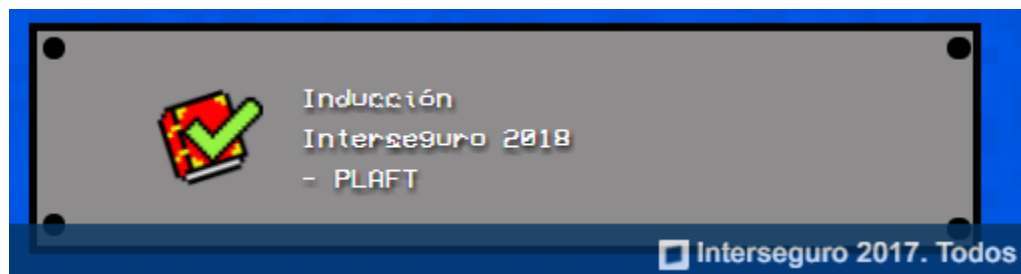 Inducción
Interseguro 2018
- PLAFT
Interseguro 2017. Todos